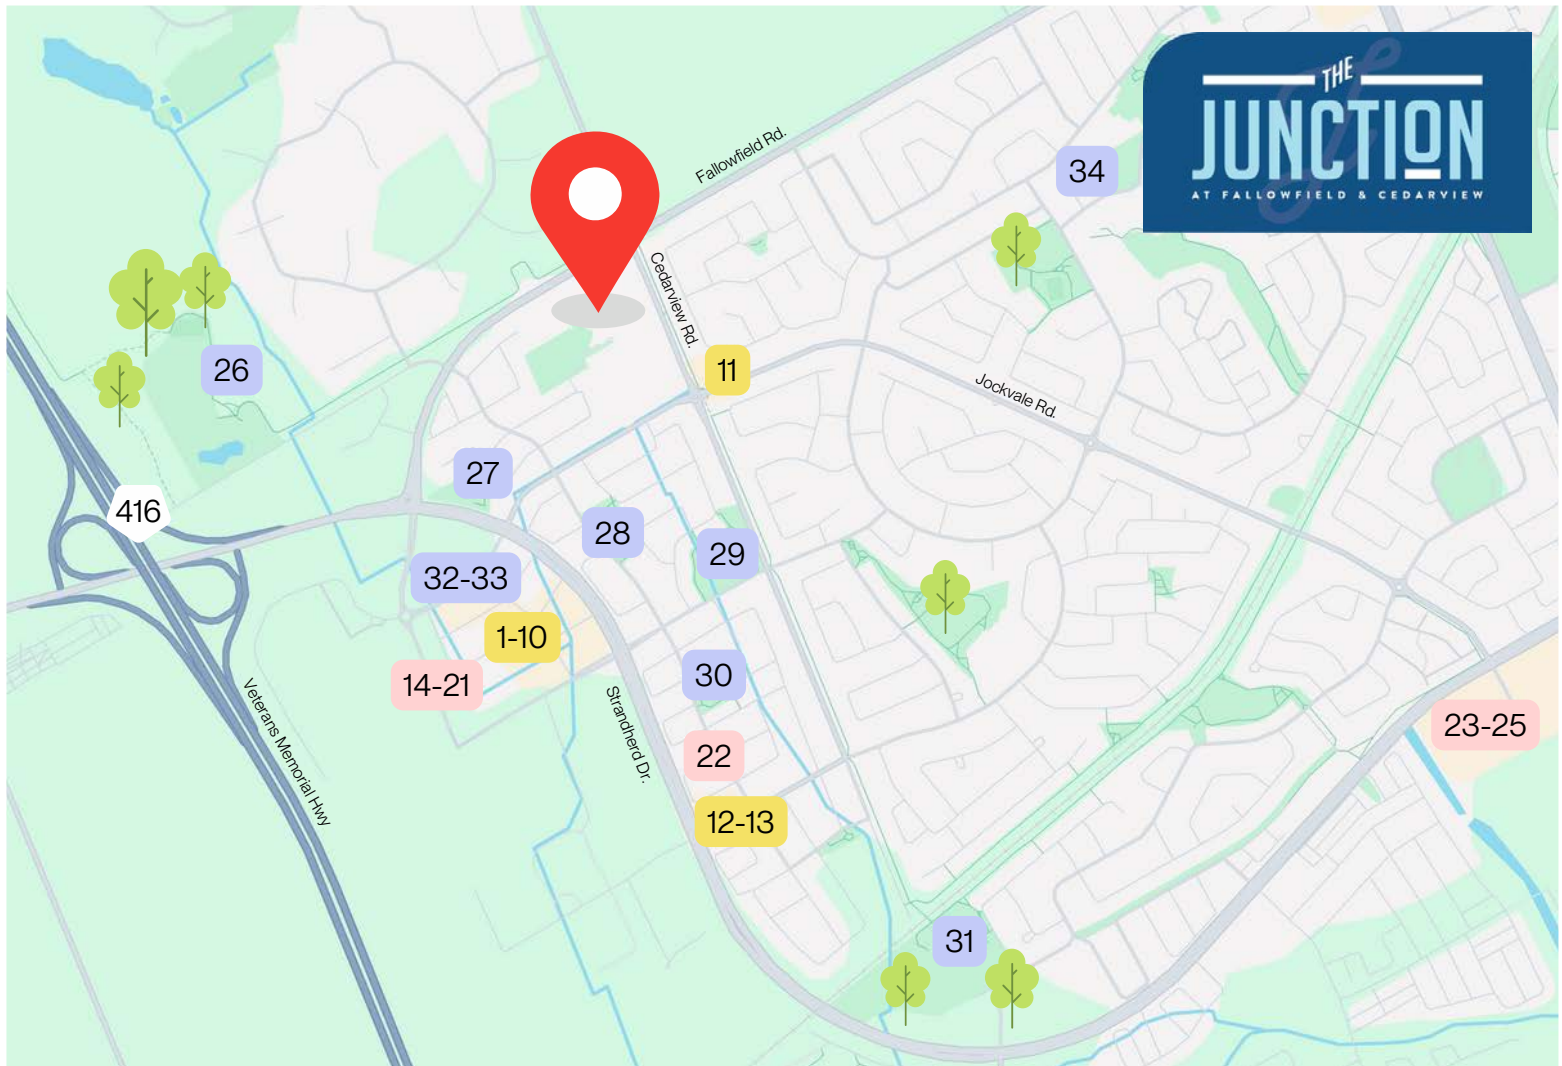 THE
JUNCTION
AT FALLOWFIELD & CEDARVIEW
Fallowfield Rd.
34
Cedarview Rd.
26
11
Jockvale Rd.
27
416
28
29
32-33
1-10
14-21
30
Veterans Memorial Hwy
Strandherd Dr.
22
23-25
12-13
31